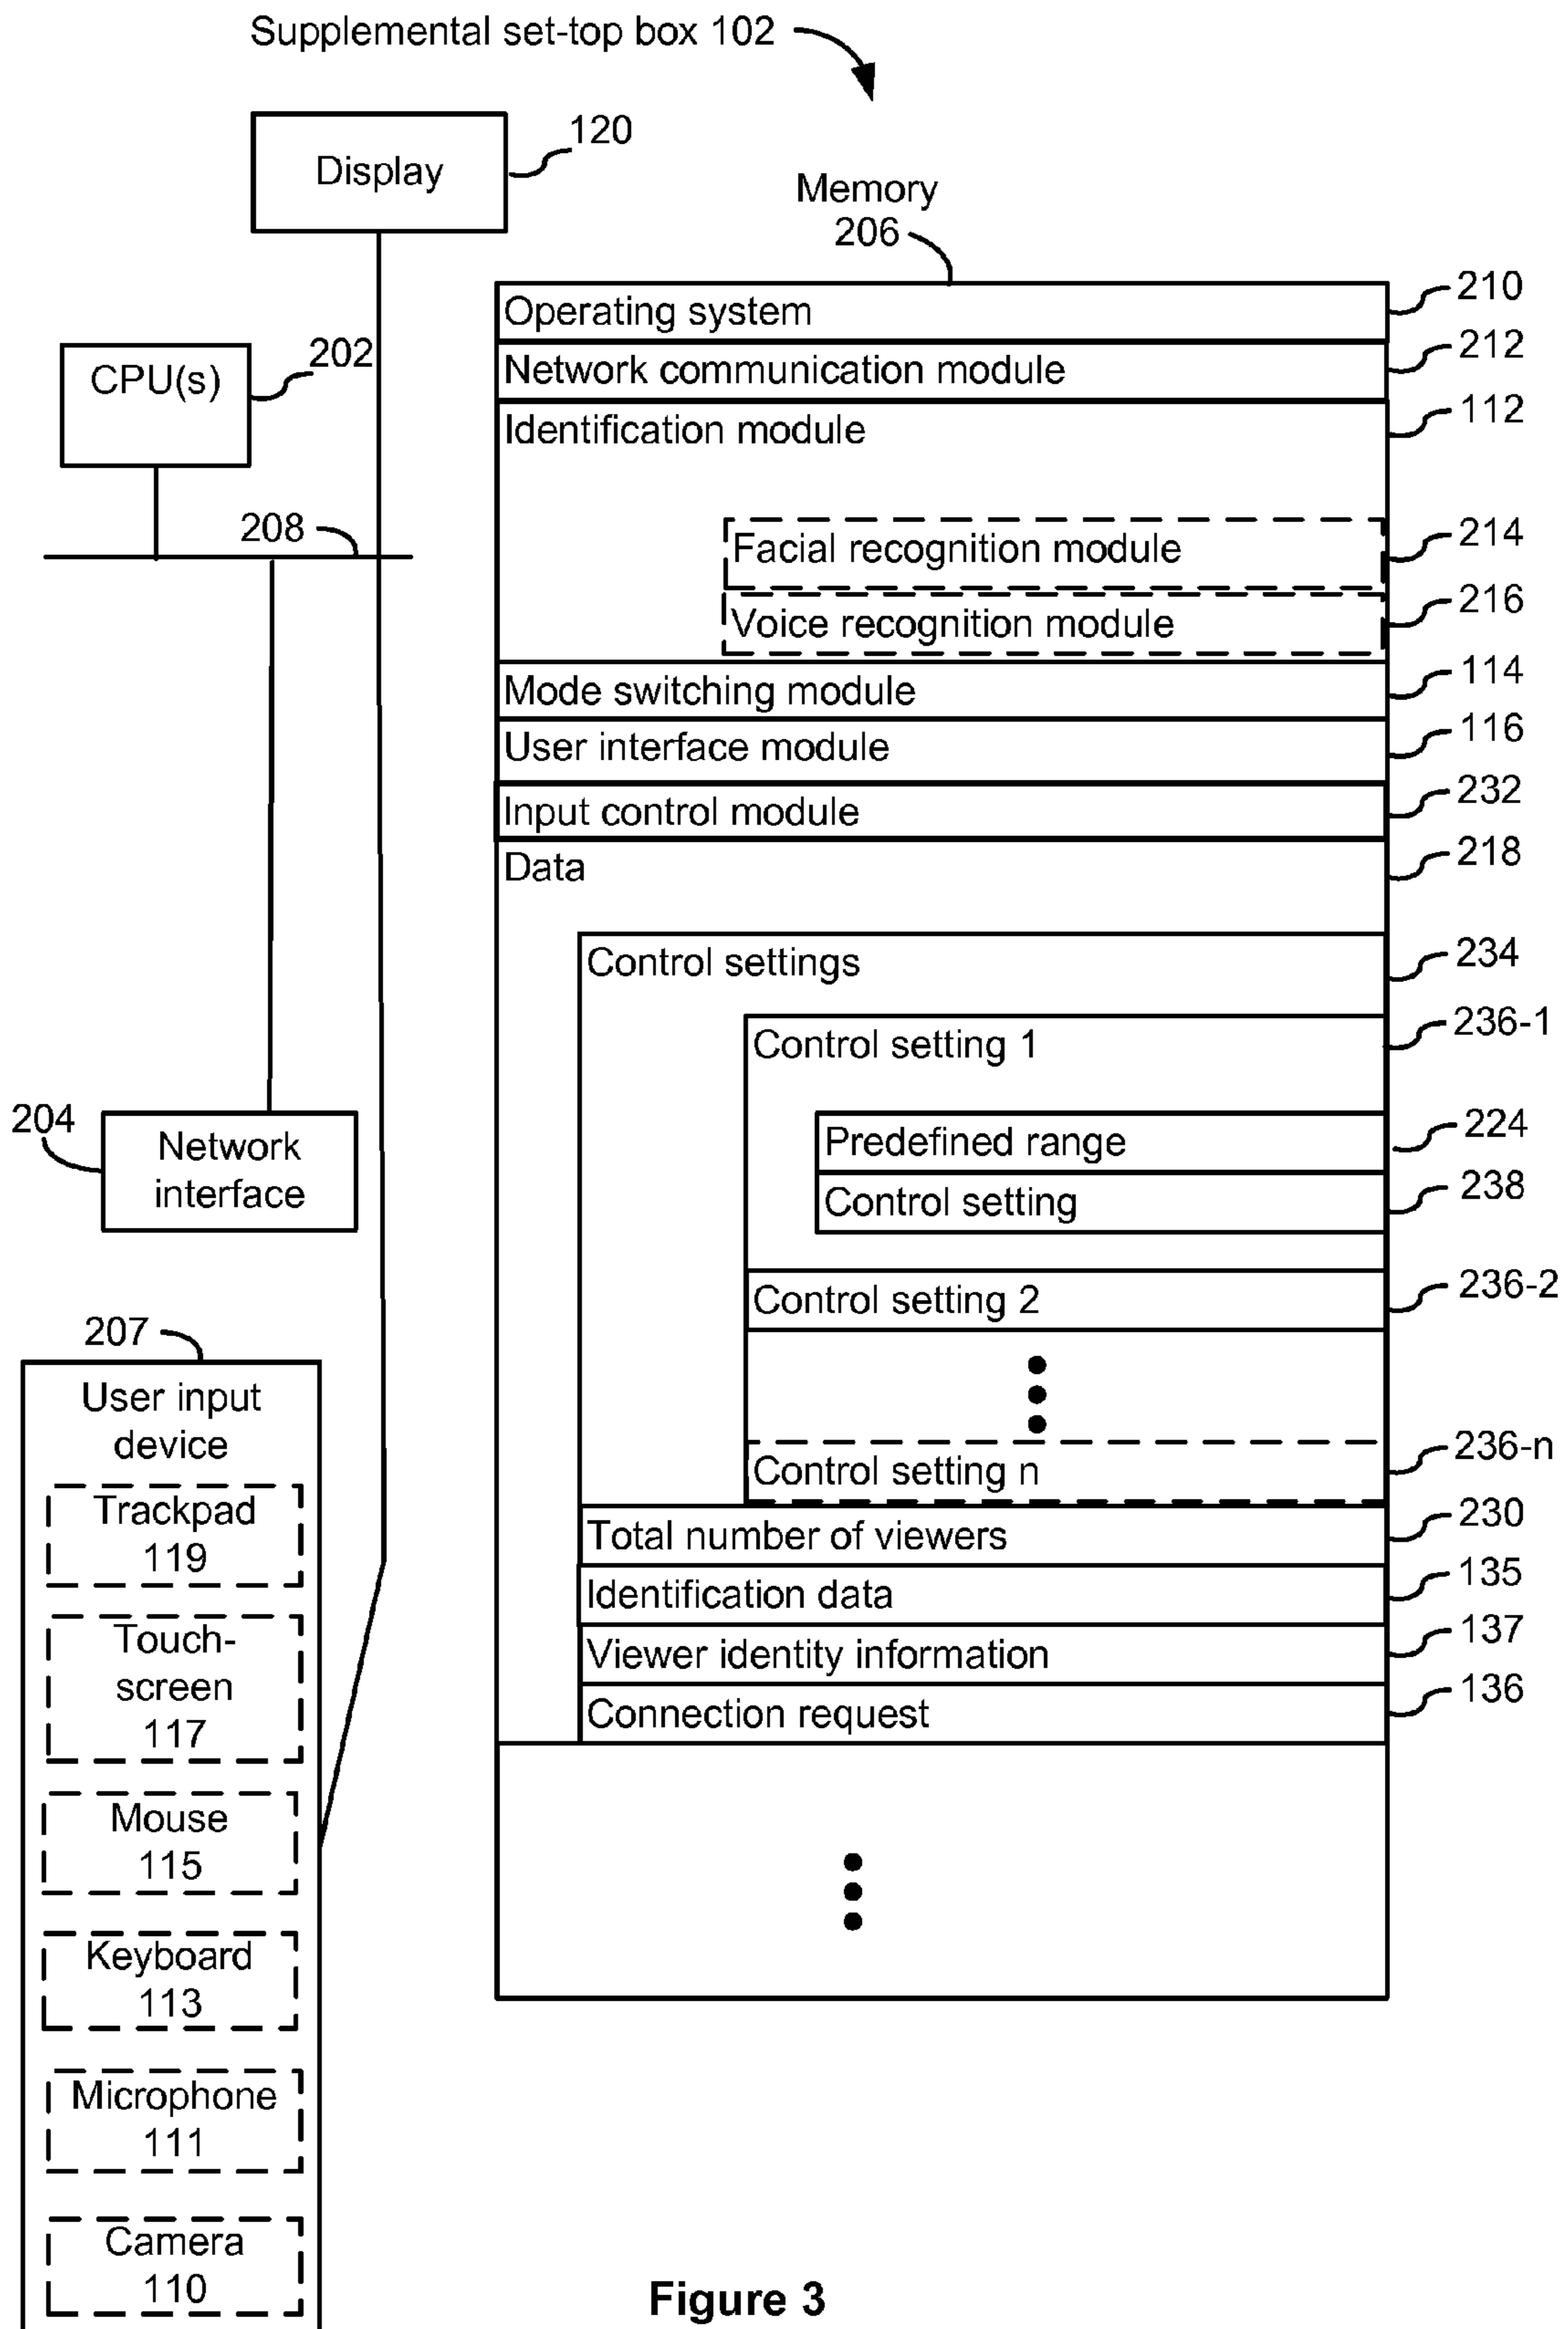 Supplemental set-top box 102
Display
120
Memory
206
CPU(s)
202
208
204
Network
interface
207
User input
device
Trackpad
119
Touch-
screen
117
Mouse
115
Keyboard
113
Microphone
111
Camera
110
Operating system
210
Network communication module
212
Identification module
112
Facial recognition module
214
Voice recognition module
216
Mode switching module
114
User interface module
116
Input control module
232
Data
218
Control settings
234
Control setting 1
236-1
Predefined range
224
Control setting
238
Control setting 2
236-2
Control setting n
236-n
Total number of viewers
230
Identification data
135
Viewer identity information
137
Connection request
136
Figure 3